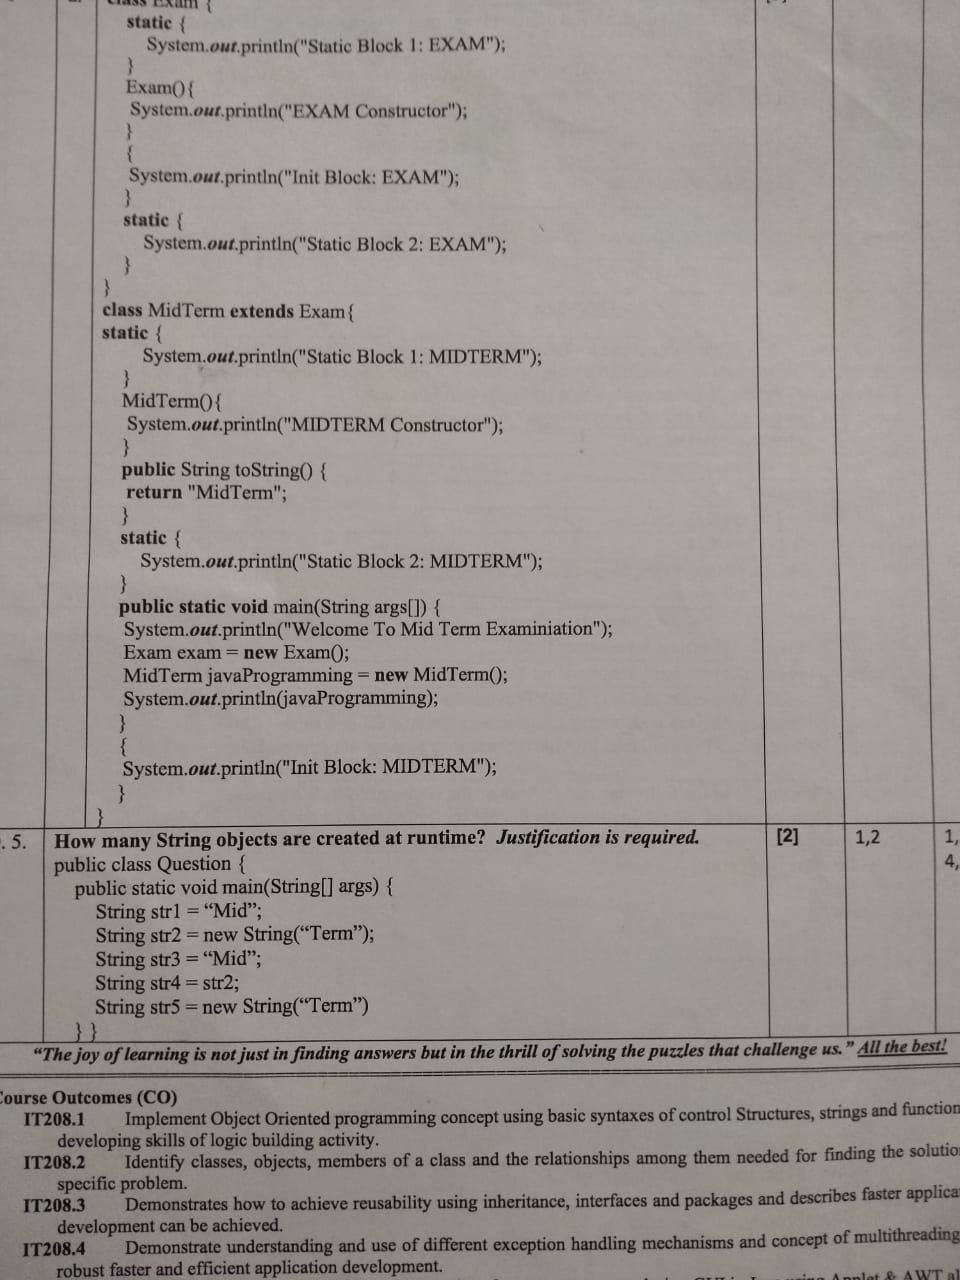 class Exam {
static {
System.out.println("Static Block 1: EXAM");
}
Exam(){
System.out.println("EXAM Constructor");
}
{
System.out.println("Init Block: EXAM");
}
static {
System.out.println("Static Block 2: EXAM");
}
}
class MidTerm extends Exam{
static {
System.out.println("Static Block 1: MIDTERM");
}
MidTerm(){
System.out.println("MIDTERM Constructor");
}
public String toString() {
return "MidTerm";
}
static {
System.out.println("Static Block 2: MIDTERM");
}
public static void main(String args[]) {
System.out.println("Welcome To Mid Term Examiniation");
Exam exam = new Exam();
MidTerm javaProgramming = new MidTerm();
System.out.println(javaProgramming);
}
{
System.out.println("Init Block: MIDTERM");
}
}
. 5. How many String objects are created at runtime? Justification is required. [2] 1,2 1,
public class Question { 4,
public static void main(String[] args) {
String str1 = “Mid”;
String str2 = new String(“Term”);
String str3 = “Mid”;
String str4 = str2;
String str5 = new String(“Term”)
} }
“The joy of learning is not just in finding answers but in the thrill of solving the puzzles that challenge us.” All the best!
Course Outcomes (CO)
IT208.1 Implement Object Oriented programming concept using basic syntaxes of control Structures, strings and function
developing skills of logic building activity.
IT208.2 Identify classes, objects, members of a class and the relationships among them needed for finding the solutio
specific problem.
IT208.3 Demonstrates how to achieve reusability using inheritance, interfaces and packages and describes faster applica
development can be achieved.
IT208.4 Demonstrate understanding and use of different exception handling mechanisms and concept of multithreading
robust faster and efficient application development.
Applet & AWT